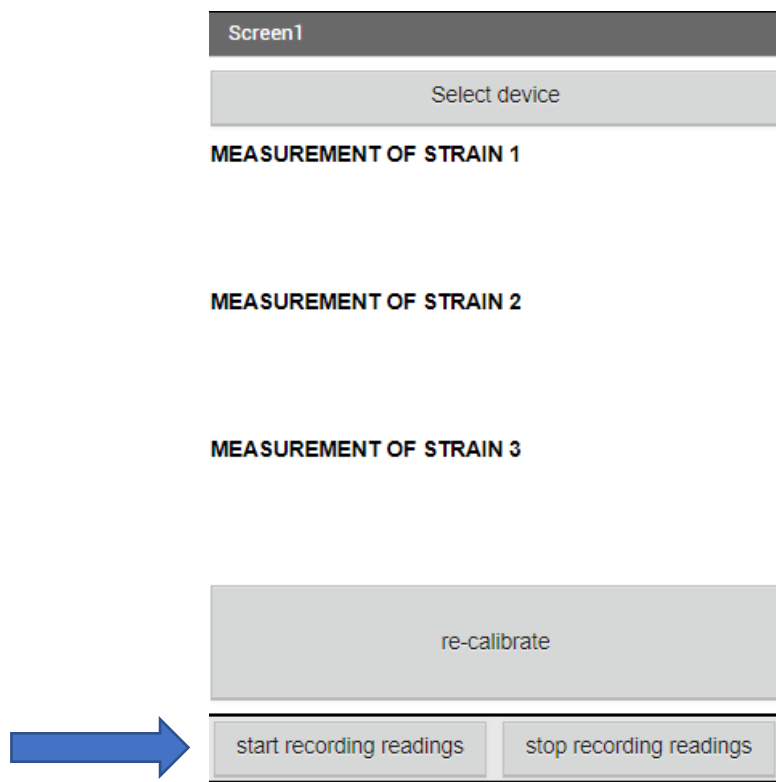 Screen1
Select device
MEASUREMENT OF STRAIN 1
MEASUREMENT OF STRAIN 2
MEASUREMENT OF STRAIN 3
re-calibrate
start recording readings stop recording readings